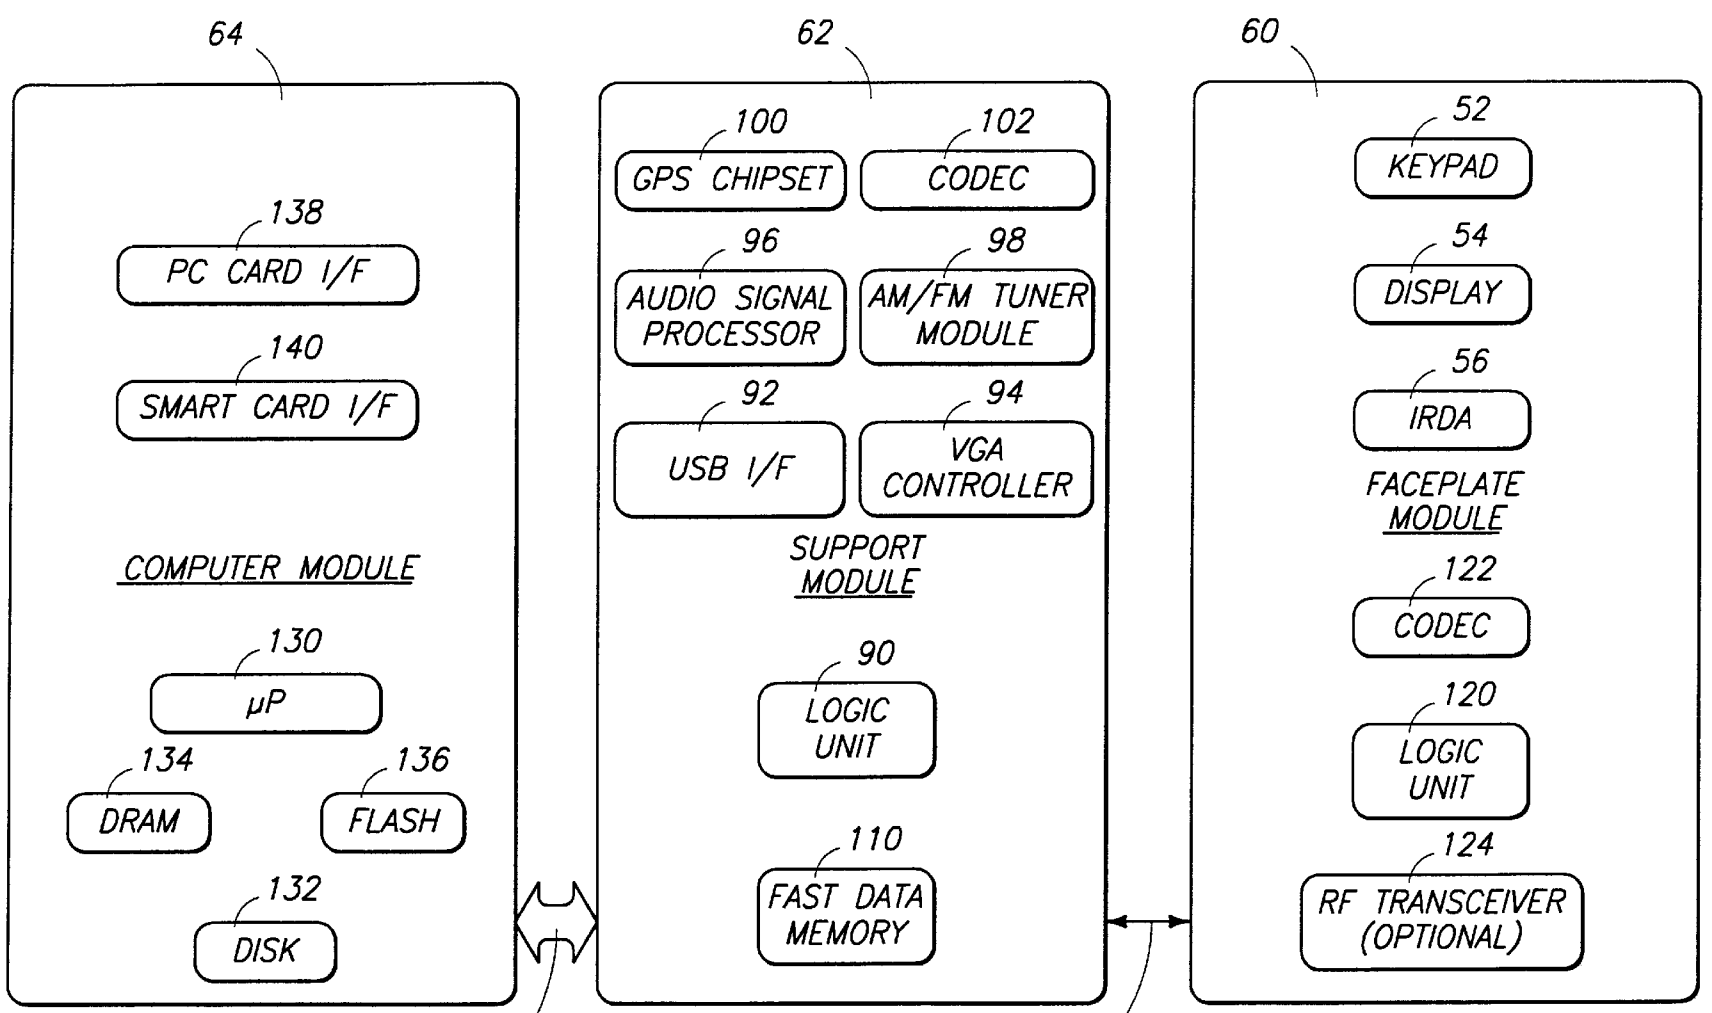 64
138
PC CARD I/F
140
SMART CARD I/F
COMPUTER MODULE
130
µP
134
DRAM
136
FLASH
132
DISK
62
100
GPS CHIPSET
102
CODEC
96
AUDIO SIGNAL
PROCESSOR
98
AM/FM TUNER
MODULE
92
USB I/F
94
VGA
CONTROLLER
SUPPORT
MODULE
90
LOGIC
UNIT
110
FAST DATA
MEMORY
60
52
KEYPAD
54
DISPLAY
56
IRDA
FACEPLATE
MODULE
122
CODEC
120
LOGIC
UNIT
124
RF TRANSCEIVER
(OPTIONAL)